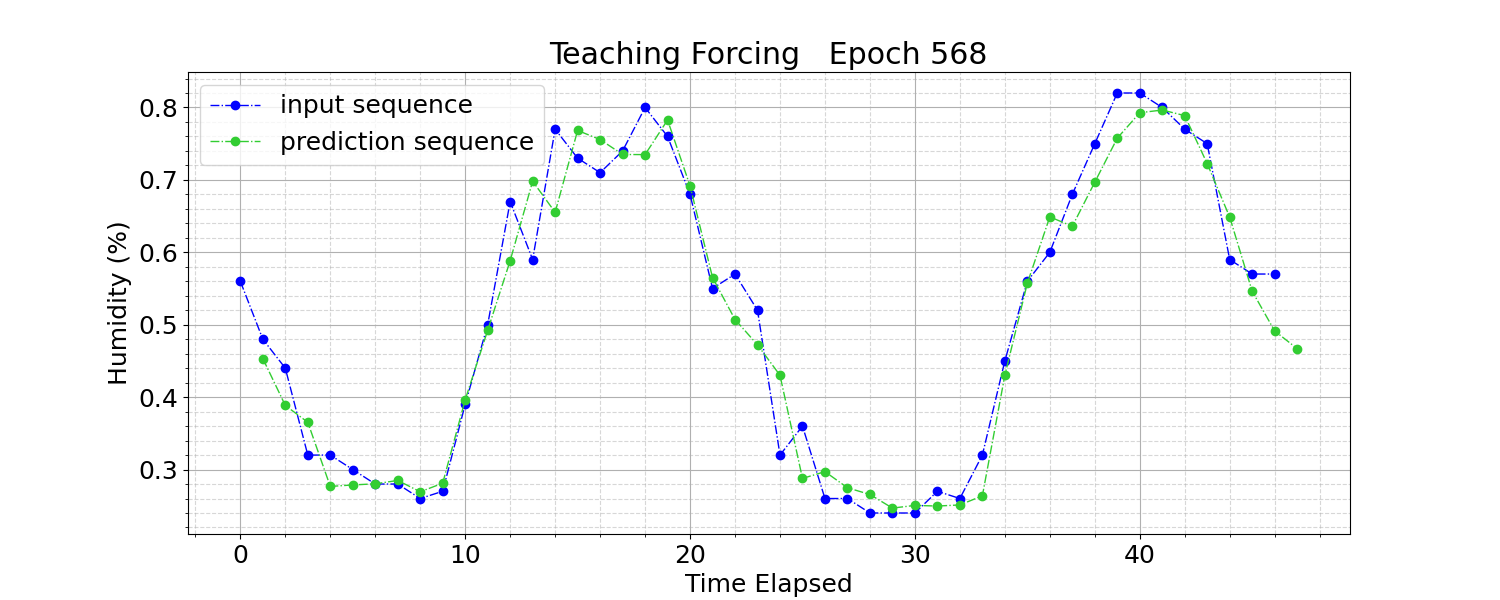 Teaching Forcing   Epoch 568
input sequence
prediction sequence
Humidity (%)
0.8
0.7
0.6
0.5
0.4
0.3
0 10 20 30 40
Time Elapsed